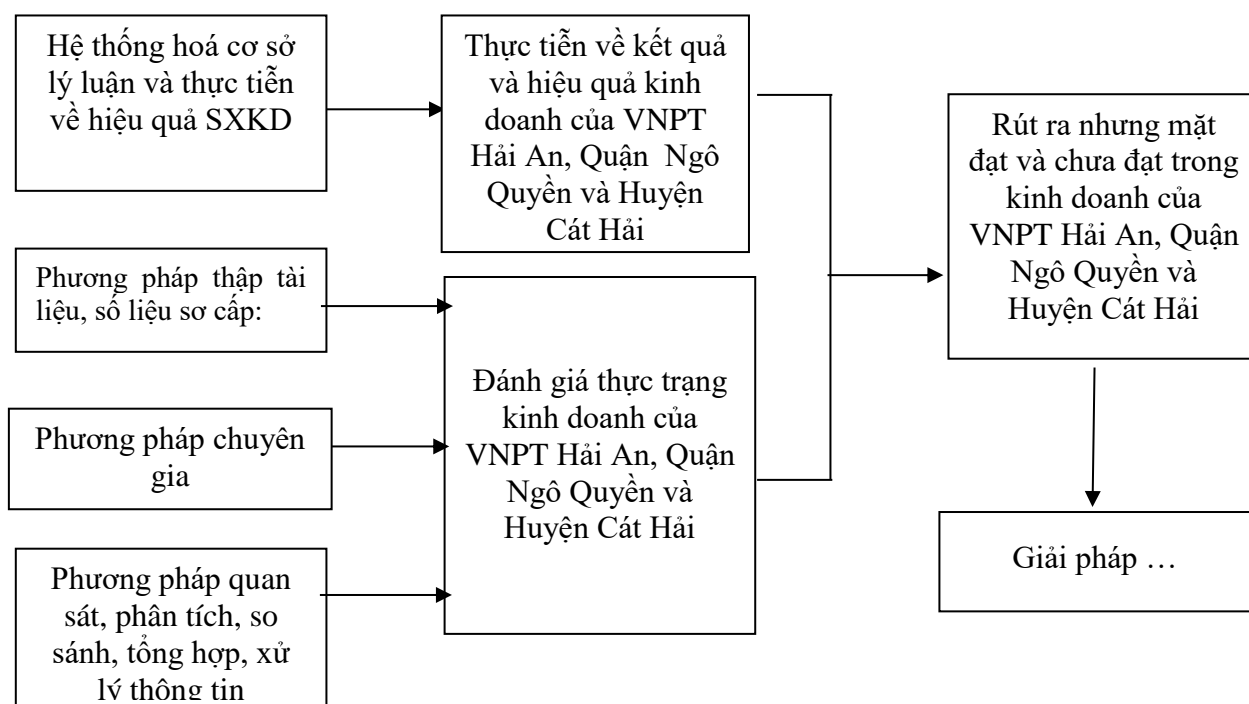 Hệ thống hoá cơ sở
lý luận và thực tiễn
về hiệu quả SXKD
Thực tiễn về kết quả
và hiệu quả kinh
doanh của VNPT
Hải An, Quận Ngô
Quyền và Huyện
Cát Hải
Rút ra nhưng mặt
đạt và chưa đạt trong
kinh doanh của
VNPT Hải An, Quận
Ngô Quyền và
Huyện Cát Hải
Phương pháp thập tài
liệu, số liệu sơ cấp:
Đánh giá thực trạng
kinh doanh của
VNPT Hải An, Quận
Ngô Quyền và
Huyện Cát Hải
Phương pháp chuyên
gia
Phương pháp quan
sát, phân tích, so
sánh, tổng hợp, xử
lý thông tin
Giải pháp …